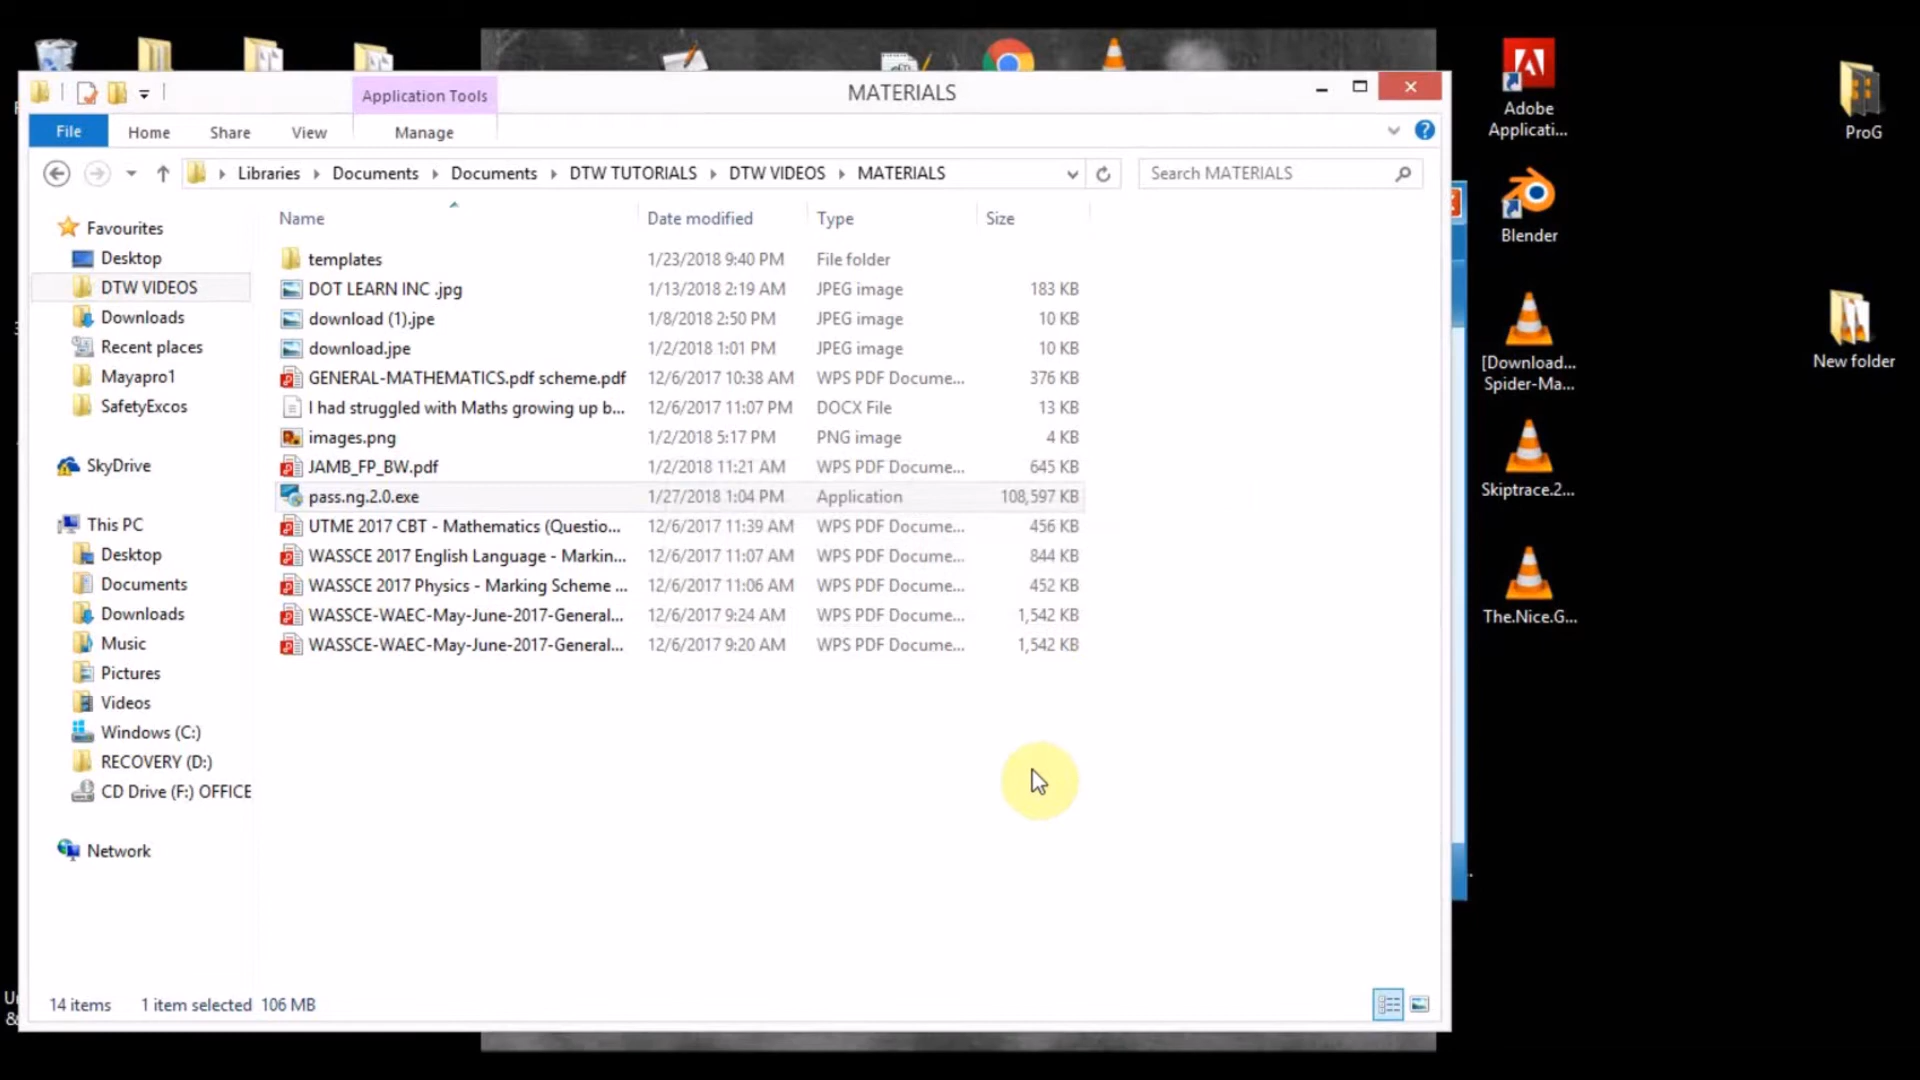 Application Tools
MATERIALS
File
Home
Share
View
Manage
Libraries
Documents
Documents
DTW TUTORIALS
DTW VIDEOS
MATERIALS
Search MATERIALS
Name
Date modified
Type
Size
templates 1/23/2018 9:40 PM File folder
DOT LEARN INC .jpg 1/13/2018 2:19 AM JPEG image 183 KB
download (1).jpe 1/8/2018 2:50 PM JPEG image 10 KB
download.jpe 1/2/2018 1:01 PM JPEG image 10 KB
GENERAL-MATHEMATICS.pdf scheme.pdf 12/6/2017 10:38 AM WPS PDF Docume... 376 KB
I had struggled with Maths growing up b... 12/6/2017 11:07 PM DOCX File 13 KB
images.png 1/2/2018 5:17 PM PNG image 4 KB
JAMB_FP_BW.pdf 1/2/2018 11:21 AM WPS PDF Docume... 645 KB
pass.ng.2.0.exe 1/27/2018 1:04 PM Application 108,597 KB
UTME 2017 CBT - Mathematics (Questio... 12/6/2017 11:39 AM WPS PDF Docume... 456 KB
WASSCE 2017 English Language - Markin... 12/6/2017 11:07 AM WPS PDF Docume... 844 KB
WASSCE 2017 Physics - Marking Scheme ... 12/6/2017 11:06 AM WPS PDF Docume... 452 KB
WASSCE-WAEC-May-June-2017-General... 12/6/2017 9:24 AM WPS PDF Docume... 1,542 KB
WASSCE-WAEC-May-June-2017-General... 12/6/2017 9:20 AM WPS PDF Docume... 1,542 KB
Favourites
Desktop
DTW VIDEOS
Downloads
Recent places
Mayapro1
SafetyExcos
SkyDrive
This PC
Desktop
Documents
Downloads
Music
Pictures
Videos
Windows (C:)
RECOVERY (D:)
CD Drive (F:) OFFICE
Network
14 items
1 item selected 106 MB
Adobe
Applicati...
Blender
[Download...
Spider-Ma...
Skiptrace.2...
The.Nice.G...
ProG
New folder